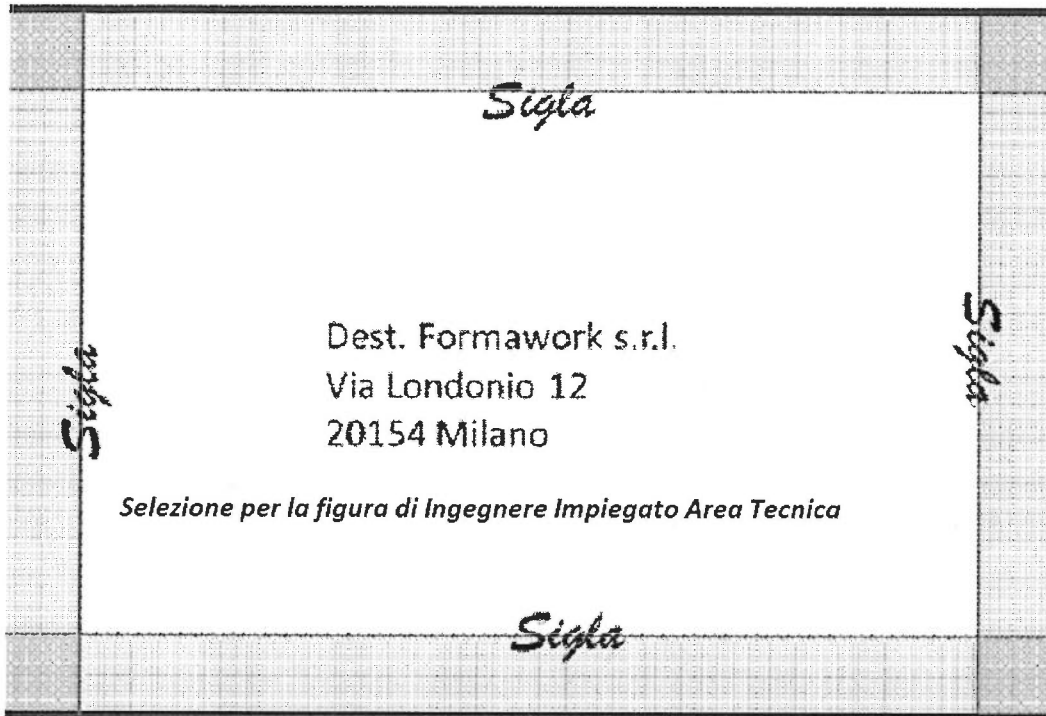 Sigla
Sigla
Sigla
Dest. Formawork s.r.l.
Via Londonio 12
20154 Milano
Selezione per la figura di Ingegnere Impiegato Area Tecnica
Sigla